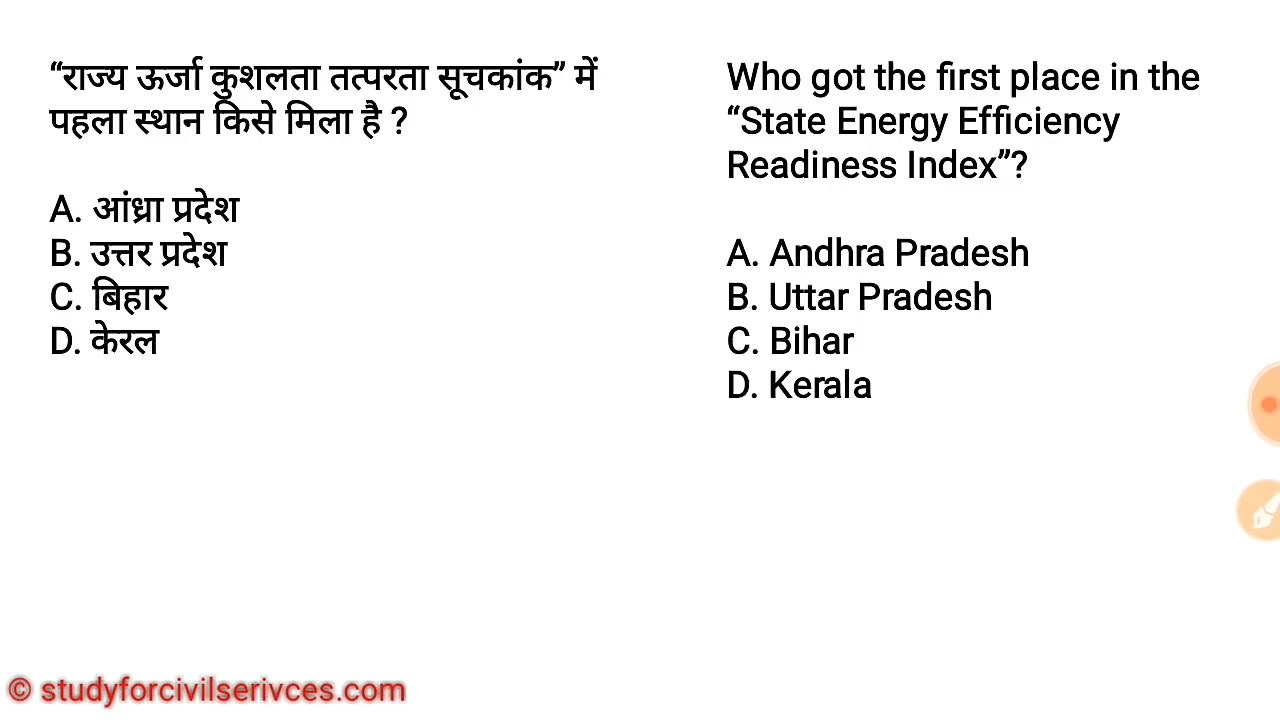 “राज्य ऊर्जा कुशलता तत्परता सूचकांक” में
पहला स्थान किसे मिला है ?
A. आंध्रा प्रदेश
B. उत्तर प्रदेश
C. बिहार
D. केरल
Who got the first place in the
“State Energy Efficiency
Readiness Index”?
A. Andhra Pradesh
B. Uttar Pradesh
C. Bihar
D. Kerala
© studyforcivilserivces.com